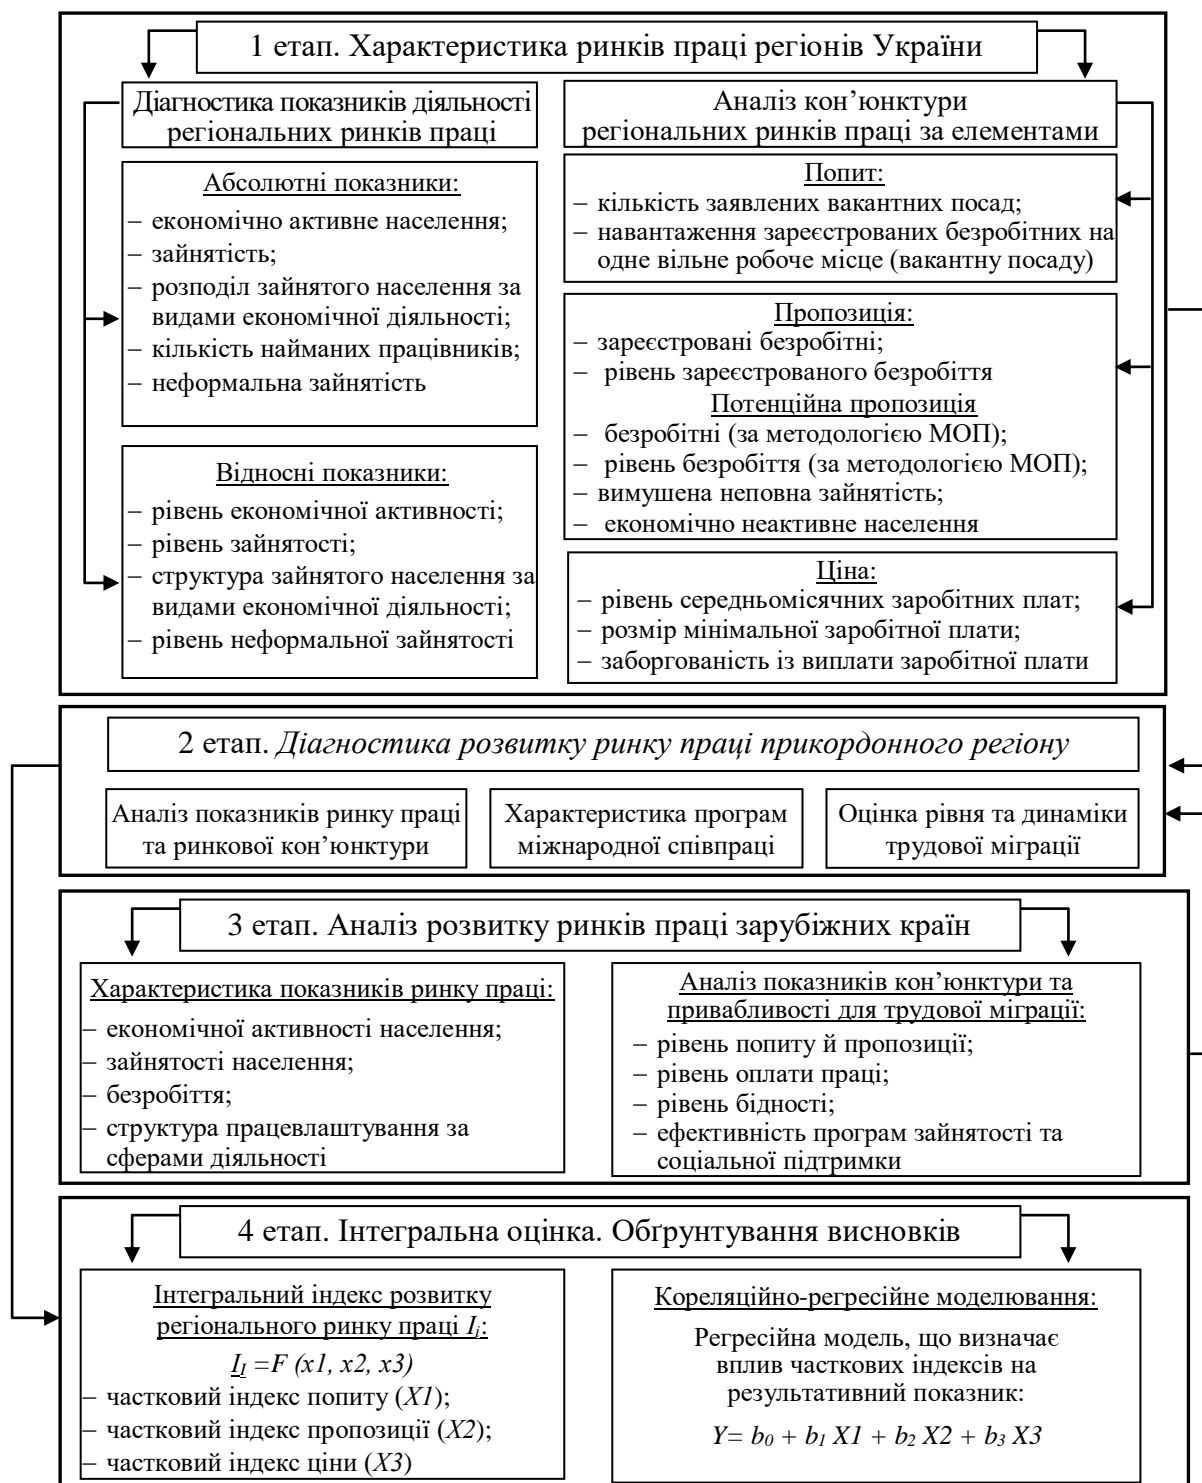 1 етап. Характеристика ринків праці регіонів України
Діагностика показників діяльності
регіональних ринків праці
Абсолютні показники:
– економічно активне населення;
– зайнятість;
– розподіл зайнятого населення за
видами економічної діяльності;
– кількість найманих працівників;
– неформальна зайнятість
Відносні показники:
– рівень економічної активності;
– рівень зайнятості;
– структура зайнятого населення за
видами економічної діяльності;
– рівень неформальної зайнятості
Аналіз кон’юнктури
регіональних ринків праці за елементами
Попит:
– кількість заявлених вакантних посад;
– навантаження зареєстрованих безробітних на
одне вільне робоче місце (вакантну посаду)
Пропозиція:
– зареєстровані безробітні;
– рівень зареєстрованого безробіття
Потенційна пропозиція
– безробітні (за методологією МОП);
– рівень безробіття (за методологією МОП);
– вимушена неповна зайнятість;
– економічно неактивне населення
Ціна:
– рівень середньомісячних заробітних плат;
– розмір мінімальної заробітної плати;
– заборгованість із виплати заробітної плати
2 етап. Діагностика розвитку ринку праці прикордонного регіону
Аналіз показників ринку праці
та ринкової кон’юнктури
Характеристика програм
міжнародної співпраці
Оцінка рівня та динаміки
трудової міграції
3 етап. Аналіз розвитку ринків праці зарубіжних країн
Характеристика показників ринку праці:
– економічної активності населення;
– зайнятості населення;
– безробіття;
– структура працевлаштування за
сферами діяльності
Аналіз показників кон’юнктури та
привабливості для трудової міграції:
– рівень попиту й пропозиції;
– рівень оплати праці;
– рівень бідності;
– ефективність програм зайнятості та
соціальної підтримки
4 етап. Інтегральна оцінка. Обґрунтування висновків
Інтегральний індекс розвитку
регіонального ринку праці Ii:
II =F (x1, x2, x3)
– частковий індекс попиту (X1);
– частковий індекс пропозиції (X2);
– частковий індекс ціни (X3)
Кореляційно-регресійне моделювання:
Регресійна модель, що визначає
вплив часткових індексів на
результативний показник:
Y= b0 + b1 X1 + b2 X2 + b3 X3